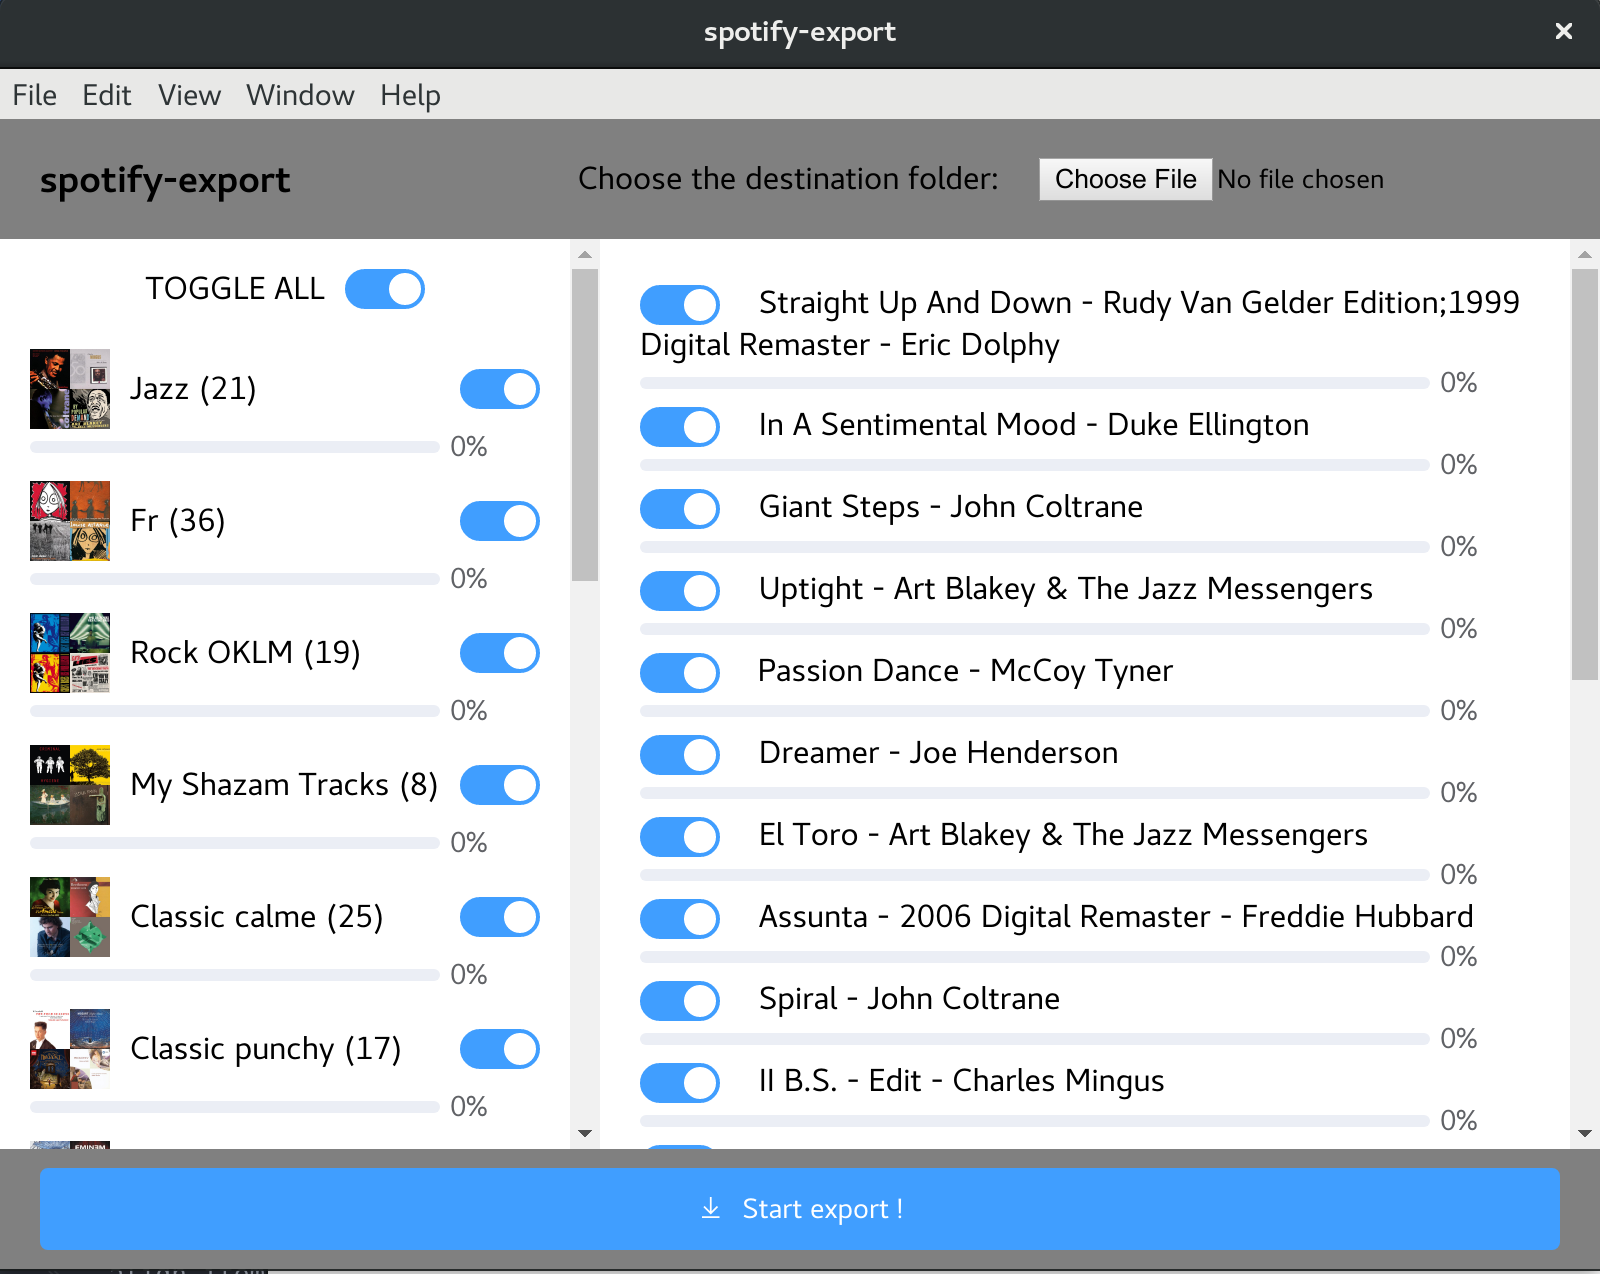 spotify-export
File Edit View Window Help
spotify-export
Choose the destination folder:
Choose File No file chosen
TOGGLE ALL
Jazz (21)
0%
Fr (36)
0%
Rock OKLM (19)
0%
My Shazam Tracks (8)
0%
Classic calme (25)
0%
Classic punchy (17)
0%
EMINEM
Straight Up And Down - Rudy Van Gelder Edition;1999
Digital Remaster - Eric Dolphy
0%
In A Sentimental Mood - Duke Ellington
0%
Giant Steps - John Coltrane
0%
Uptight - Art Blakey & The Jazz Messengers
0%
Passion Dance - McCoy Tyner
0%
Dreamer - Joe Henderson
0%
El Toro - Art Blakey & The Jazz Messengers
0%
Assunta - 2006 Digital Remaster - Freddie Hubbard
0%
Spiral - John Coltrane
0%
II B.S. - Edit - Charles Mingus
0%
Start export !